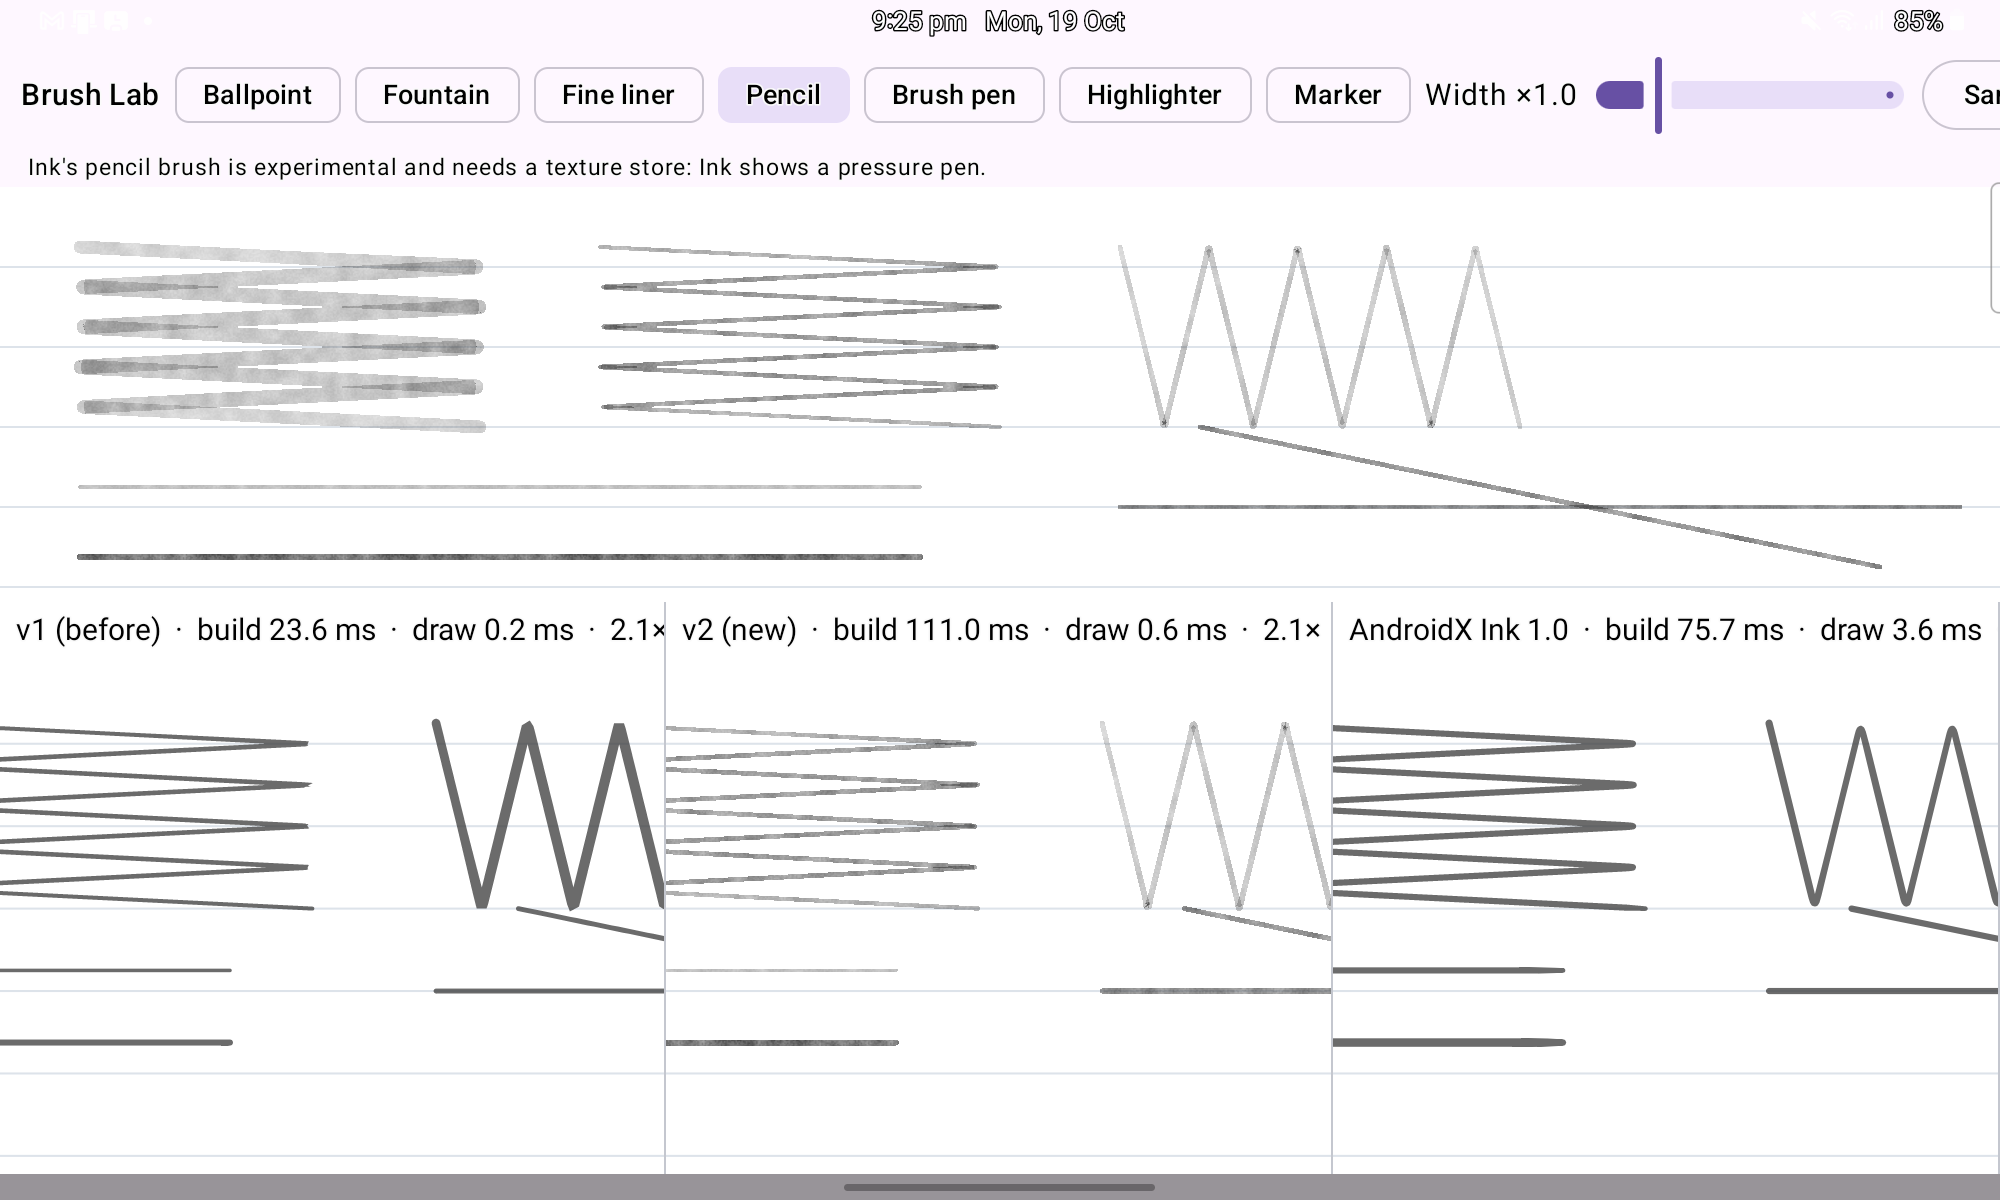 9:25 pm Mon, 19 Oct 85%
Brush Lab Ballpoint Fountain Fine liner Pencil Brush pen Highlighter Marker Width ×1.0
Ink's pencil brush is experimental and needs a texture store: Ink shows a pressure pen.
v1 (before) · build 23.6 ms · draw 0.2 ms · 2.1× v2 (new) · build 111.0 ms · draw 0.6 ms · 2.1× AndroidX Ink 1.0 · build 75.7 ms · draw 3.6 ms